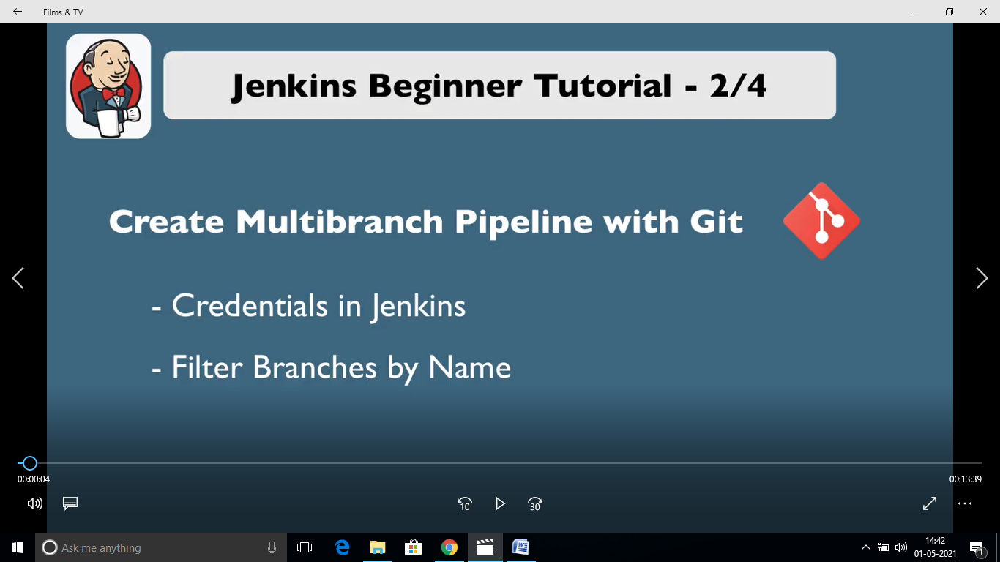 Films & TV
Jenkins Beginner Tutorial - 2/4
Create Multibranch Pipeline with Git
- Credentials in Jenkins
- Filter Branches by Name
00:00:04
00:13:39
10
30
Ask me anything
14:42
01-05-2021
1